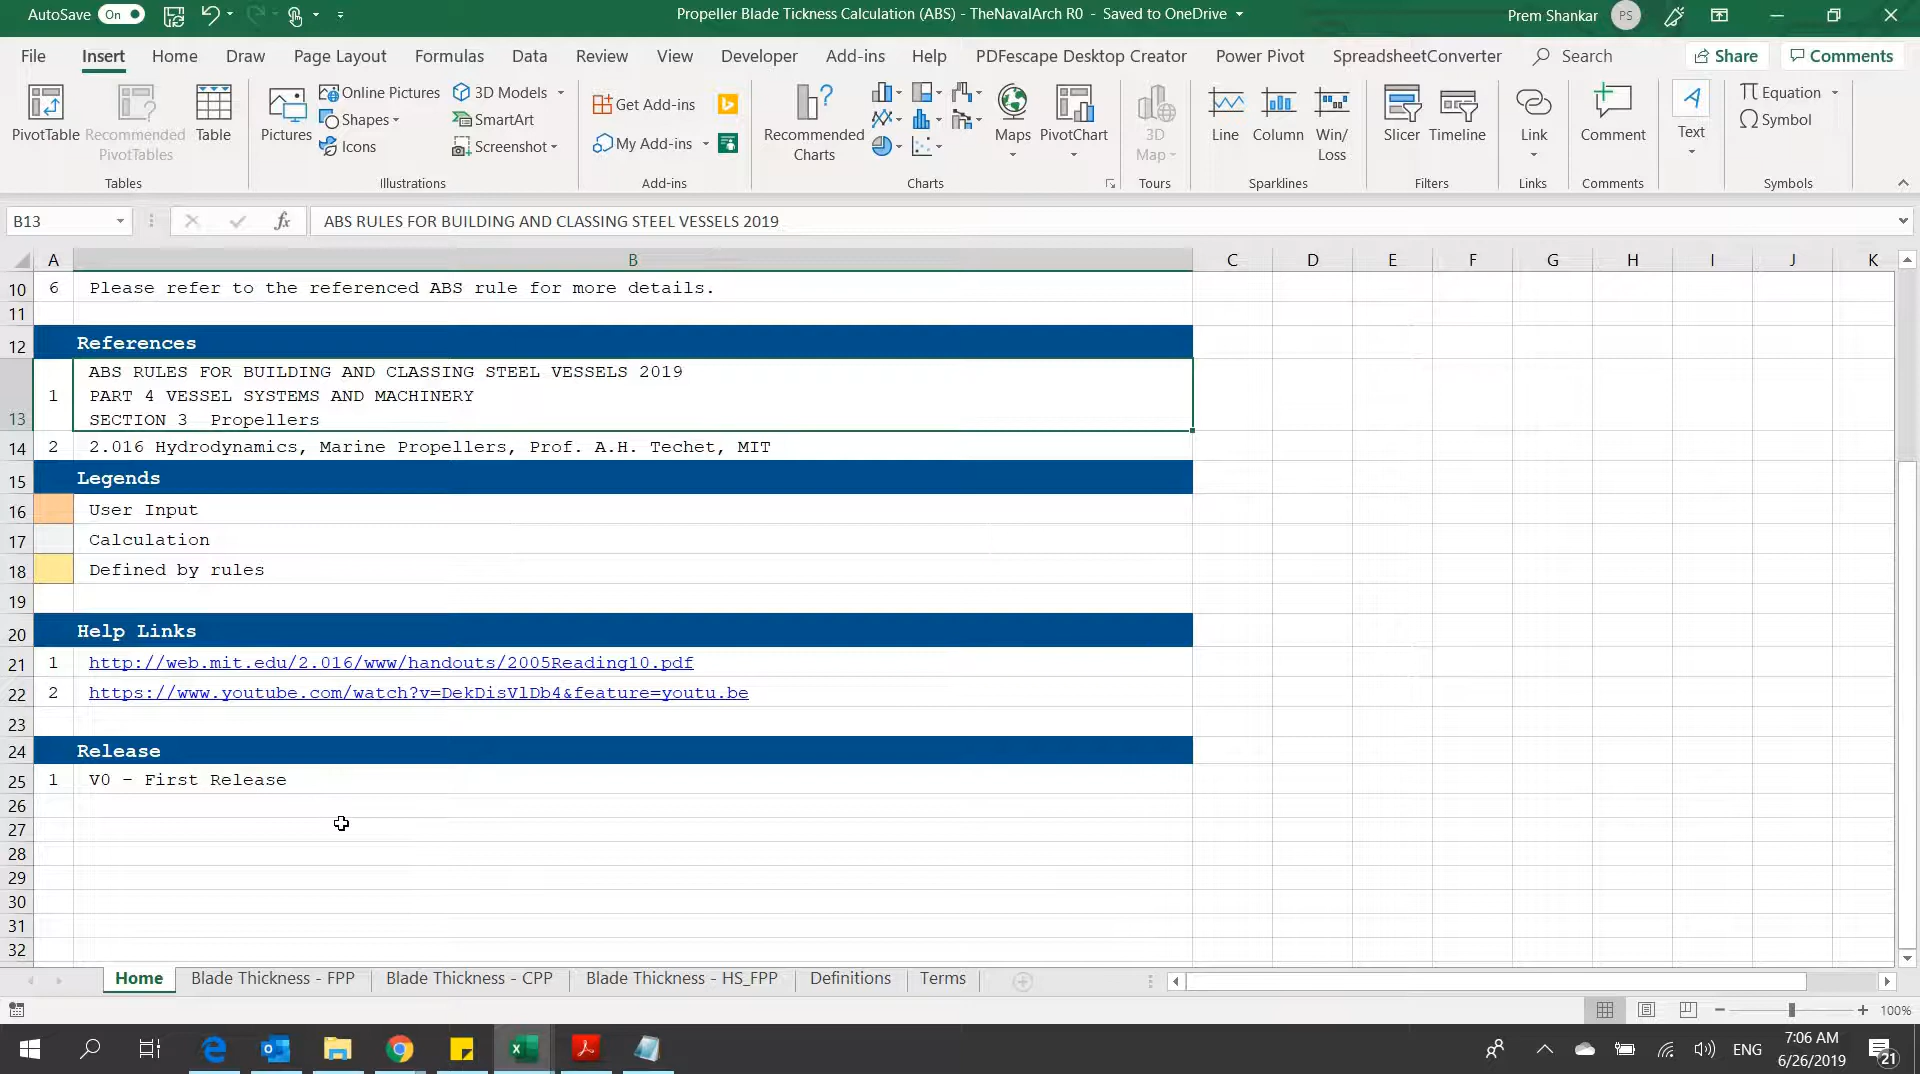 AutoSave On
Propeller Blade Tickness Calculation (ABS) - TheNavalArch R0 - Saved to OneDrive
Prem Shankar PS
File Insert Home Draw Page Layout Formulas Data Review View Developer Add-ins Help PDFescape Desktop Creator Power Pivot SpreadsheetConverter Search Share Comments
PivotTable
Recommended PivotTables
Table
Pictures
Online Pictures
Shapes
Icons
3D Models
SmartArt
Screenshot
Get Add-ins
My Add-ins
Recommended Charts
Maps
PivotChart
3D Map
Line
Column
Win/ Loss
Slicer
Timeline
Link
Comment
Text
Equation
Symbol
Tables Illustrations Add-ins Charts Tours Sparklines Filters Links Comments Symbols
B13 fx ABS RULES FOR BUILDING AND CLASSING STEEL VESSELS 2019
A B C D E F G H I J K
10 6 Please refer to the referenced ABS rule for more details.
11
12 References
ABS RULES FOR BUILDING AND CLASSING STEEL VESSELS 2019
1 PART 4 VESSEL SYSTEMS AND MACHINERY
13 SECTION 3 Propellers
14 2 2.016 Hydrodynamics, Marine Propellers, Prof. A.H. Techet, MIT
15 Legends
16 User Input
17 Calculation
18 Defined by rules
19
20 Help Links
21 1 http://web.mit.edu/2.016/www/handouts/2005Reading10.pdf
22 2 https://www.youtube.com/watch?v=DekDisVlDb4&feature=youtu.be
23
24 Release
25 1 V0 - First Release
26
27
28
29
30
31
32
Home Blade Thickness - FPP Blade Thickness - CPP Blade Thickness - HS_FPP Definitions Terms
100%
ENG
7:06 AM
6/26/2019
21